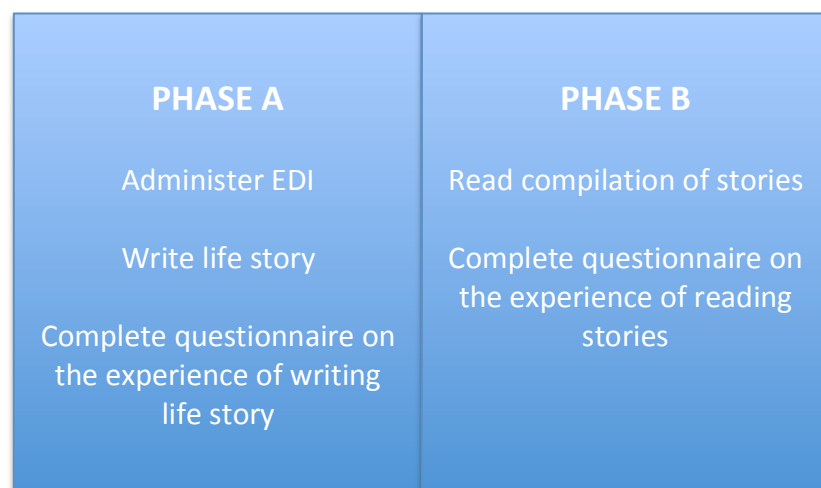 PHASE A
Administer EDI
Write life story
Complete questionnaire on
the experience of writing
life story
PHASE B
Read compilation of stories
Complete questionnaire on
the experience of reading
stories